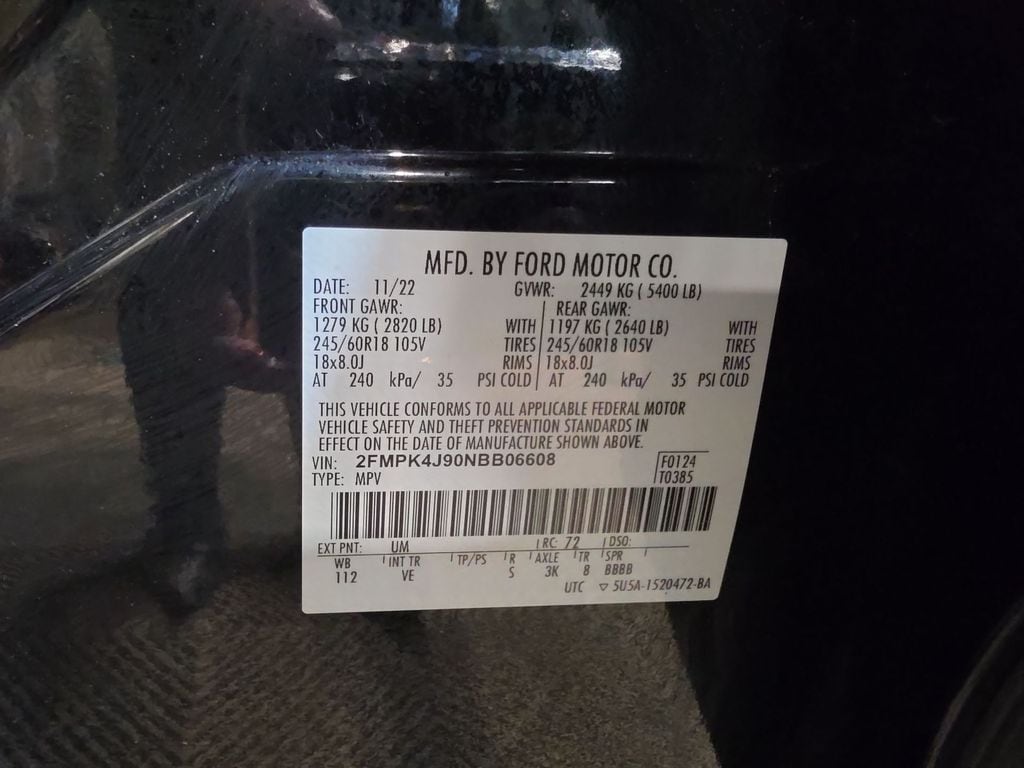 MFD. BY FORD MOTOR CO.
DATE: 11/22 GVWR: 2449 KG ( 5400 LB)
FRONT GAWR: REAR GAWR:
1279 KG ( 2820 LB) WITH 1197 KG ( 2640 LB) WITH
245/60R18 105V TIRES 245/60R18 105V TIRES
18x8.0J RIMS 18x8.0J RIMS
AT 240 kPa/ 35 PSI COLD AT 240 kPa/ 35 PSI COLD
THIS VEHICLE CONFORMS TO ALL APPLICABLE FEDERAL MOTOR
VEHICLE SAFETY AND THEFT PREVENTION STANDARDS IN
EFFECT ON THE DATE OF MANUFACTURE SHOWN ABOVE.
VIN: 2FMPK4J90NBB06608 F0124
TYPE: MPV T0385
EXT PNT: UM RC: 72 DSO:
WB INT TR TP/PS R AXLE TR SPR
112 VE S 3K 8 BBBB
UTC ▽ 5U5A-1520472-BA